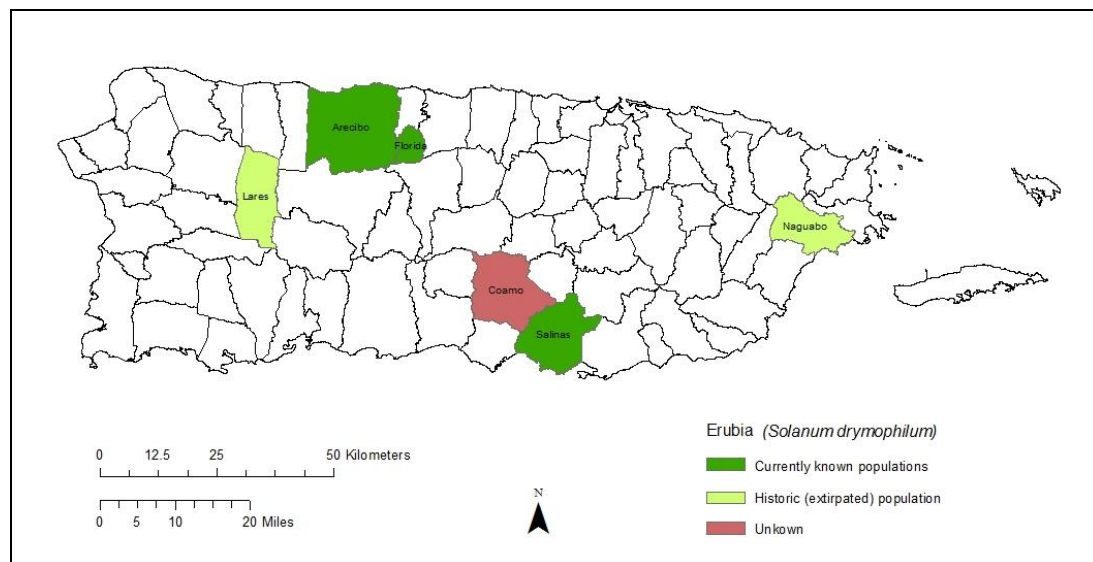 Arecibo
Florida
Lares
Naguabo
Coamo
Salinas
Erubia (Solanum drymophilum)
0 12.5 25 50 Kilometers
Currently known populations
Historic (extirpated) population
N
0 5 10 20 Miles
Unkown